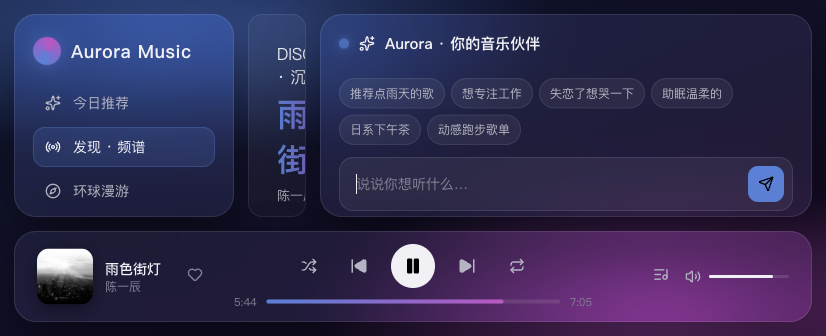 Aurora Music
今日推荐
发现 · 频谱
环球漫游
· 沉
雨
街
陈一
Aurora · 你的音乐伙伴
推荐点雨天的歌
想专注工作
失恋了想哭一下
助眠温柔的
日系下午茶
动感跑步歌单
说说你想听什么...
雨色街灯
陈一辰
5:44
7:05